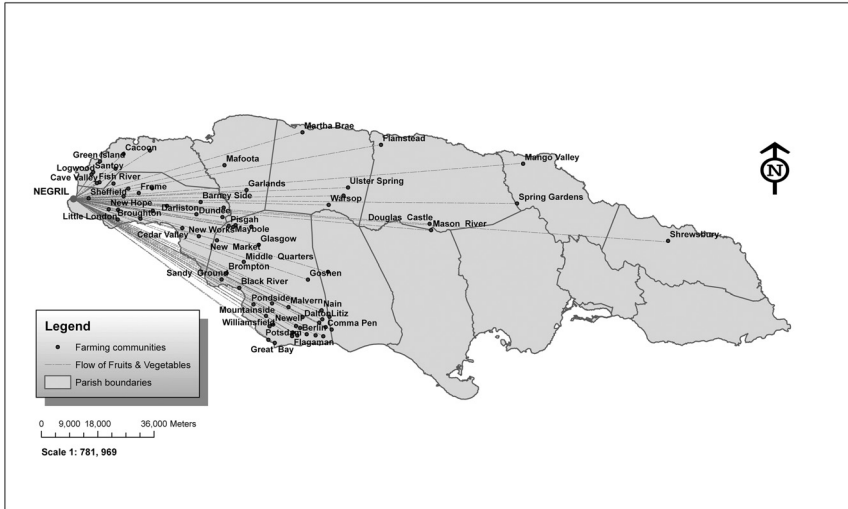 Martha Brae
Flamstead
Cacoon
Green Island
Santoy
Logwood
Mafoota
Mango Valley
Cave Valley
Fish River
Frome
Garlands
Ulster Spring
NEGRIL
Sheffield
Barney Side
Walsop
Spring Gardens
New Hope
Darliston
Dundee
Little London
Broughton
Pisgah
Douglas Castle
Mason River
Cedar Valley
New Works
Maybole
Shrewsbury
New Market
Glasgow
Middle Quarters
Sandy Ground
Brompton
Goshen
Black River
Pondside
Malvern
Nain
Mountainside
Newell
Dalton
Litiz
Williamsfield
Berlin
Comma Pen
Potsdam
Flagaman
Great Bay
N
Legend
Farming communities
Flow of Fruits & Vegetables
Parish boundaries
0 9,000 18,000 36,000 Meters
Scale 1: 781, 969